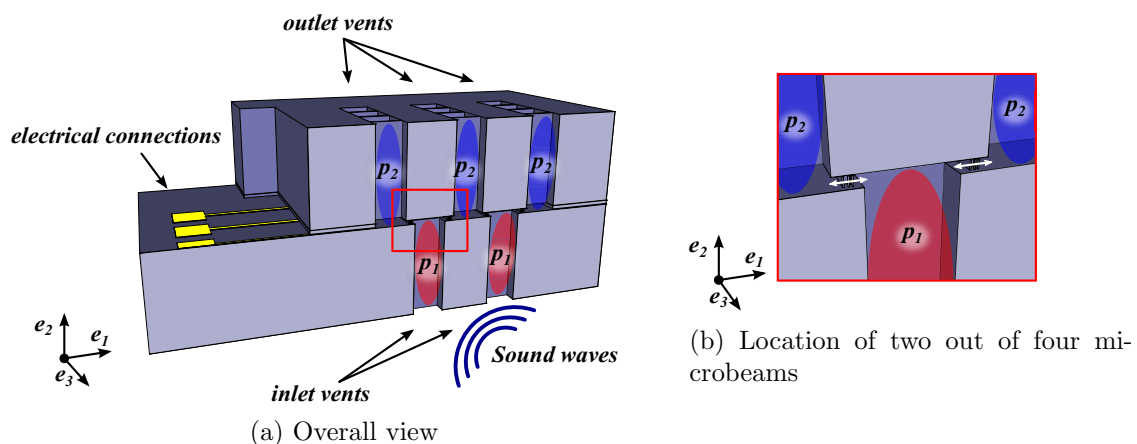 outlet vents
electrical connections
p2 p2 p2
p1 p1
e2
e1
e3
Sound waves
inlet vents
(a) Overall view
p2
p2
p1
e2
e1
e3
(b) Location of two out of four mi-
crobeams